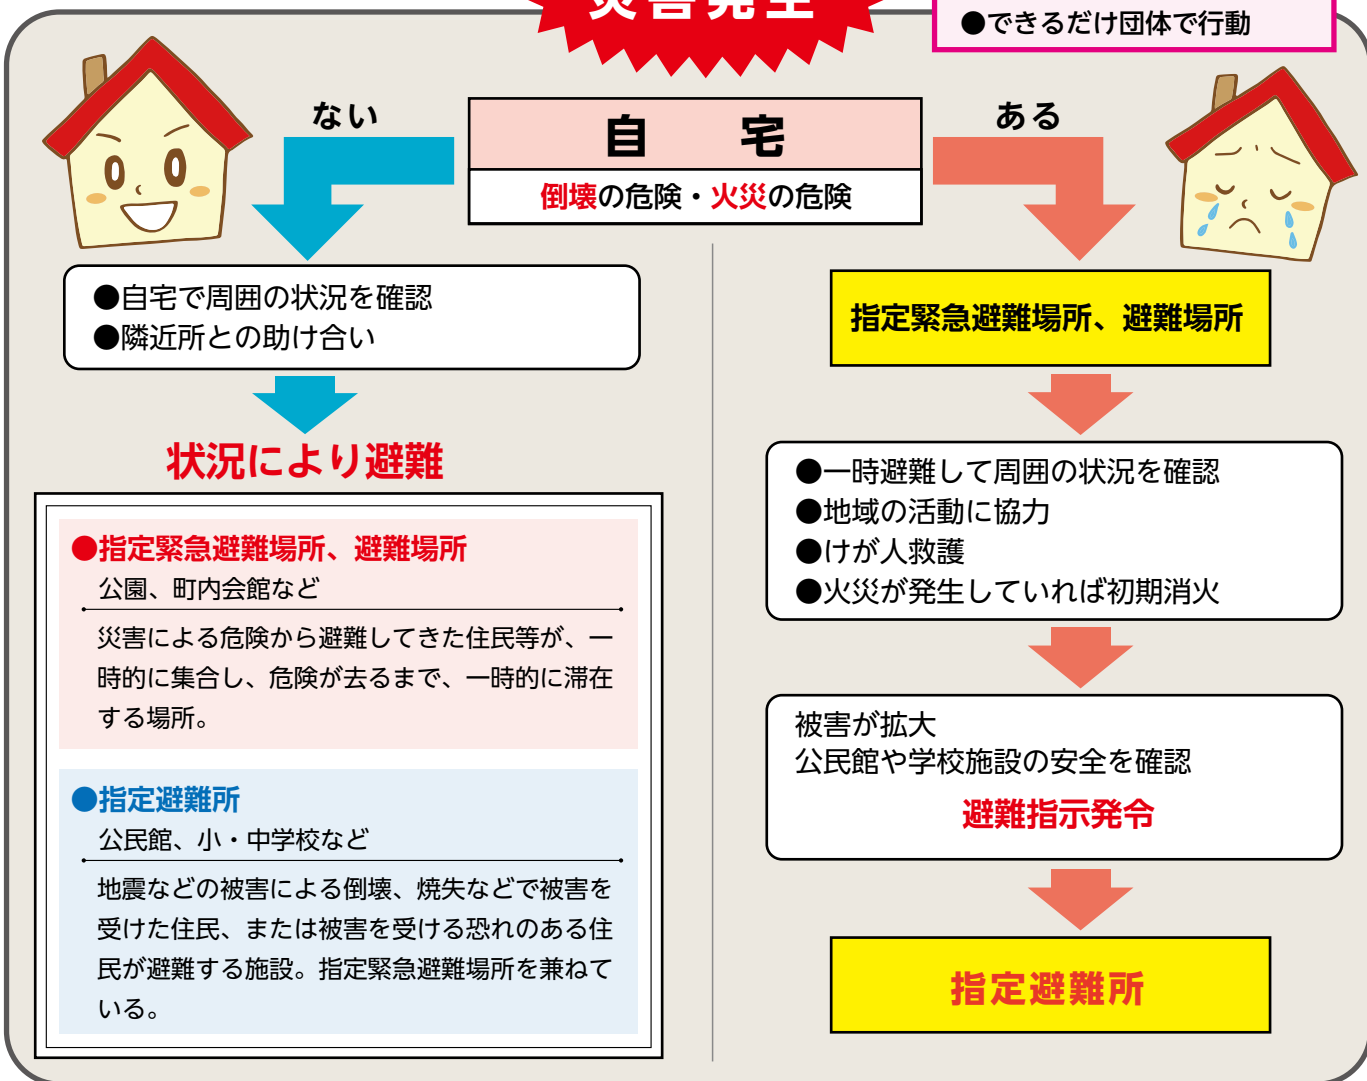 災害発生
●できるだけ団体で行動
ない
自　宅
ある
倒壊の危険・火災の危険
●自宅で周囲の状況を確認
●隣近所との助け合い
状況により避難
●指定緊急避難場所、避難場所
公園、町内会館など
災害による危険から避難してきた住民等が、一
時的に集合し、危険が去るまで、一時的に滞在
する場所。
●指定避難所
公民館、小・中学校など
地震などの被害による倒壊、焼失などで被害を
受けた住民、または被害を受ける恐れのある住
民が避難する施設。指定緊急避難場所を兼ねて
いる。
指定緊急避難場所、避難場所
●一時避難して周囲の状況を確認
●地域の活動に協力
●けが人救護
●火災が発生していれば初期消火
被害が拡大
公民館や学校施設の安全を確認
避難指示発令
指定避難所